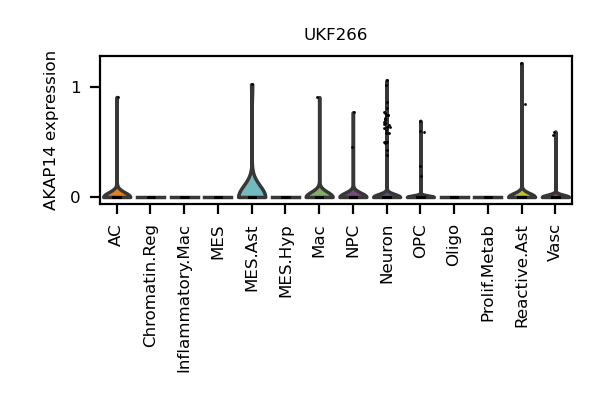 UKF266
AKAP14 expression
1
0
AC
Chromatin.Reg
Inflammatory.Mac
MES
MES.Ast
MES.Hyp
Mac
NPC
Neuron
OPC
Oligo
Prolif.Metab
Reactive.Ast
Vasc